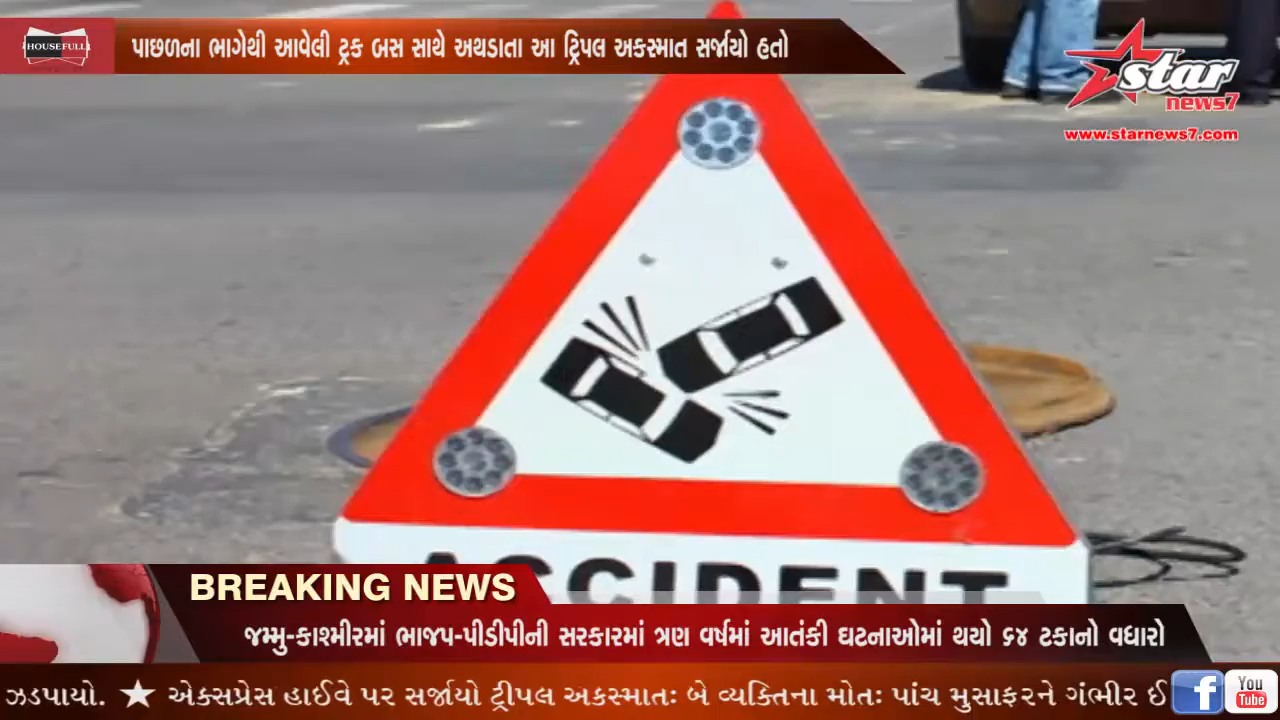 HOUSEFULL
પાછળના ભાગેથી આવેલી ટ્રક બસ સાથે અથડાતા આ ટ્રિપલ અકસ્માત સર્જાયો હતો
star
news7
www.starnews7.com
ACCIDENT
BREAKING NEWS
જમ્મુ-કાશ્મીરમાં ભાજપ-પીડીપીની સરકારમાં ત્રણ વર્ષમાં આતંકી ઘટનાઓમાં થયો ૬૪ ટકાનો વધારો
ઝડપાયો. ★ એક્સપ્રેસ હાઈવે પર સર્જાયો ટ્રીપલ અકસ્માતઃ બે વ્યક્તિના મોતઃ પાંચ મુસાફરને ગંભીર ઈ
f
You
Tube